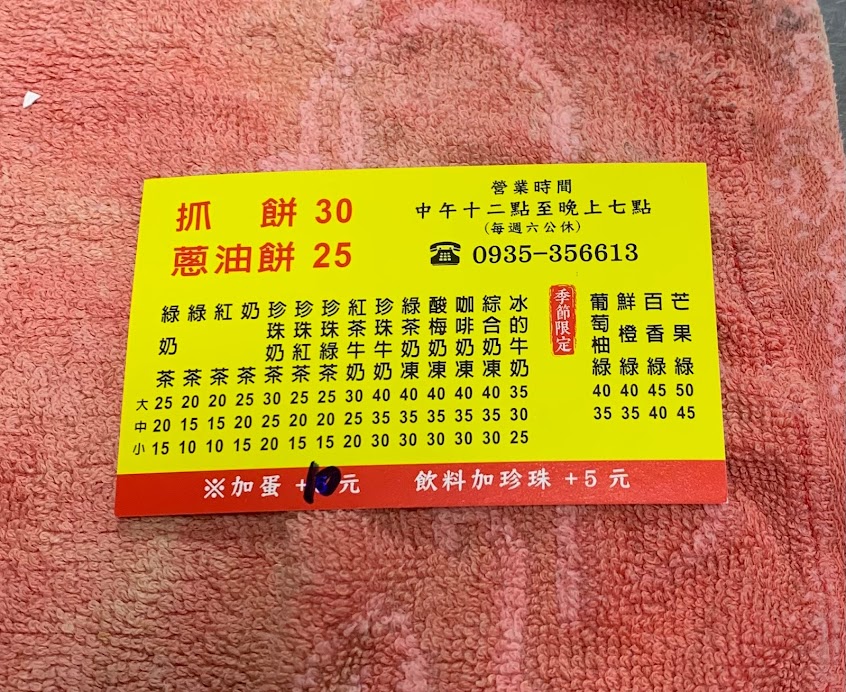 抓餅 30
蔥油餅 25
營業時間
中午十二點至晚上七點
(每週六公休)
☎ 0935-356613
綠奶茶
綠茶
紅茶
奶茶
珍珠奶茶
珍珠紅茶
珍珠綠茶
紅茶牛奶
珍珠牛奶
綠茶奶凍
酸梅奶凍
咖啡奶凍
綜合奶凍
冰的牛奶
大 25 20 20 25 30 25 25 30 40 40 40 40 40 35
中 20 15 15 20 25 20 20 25 35 35 35 35 35 30
小 15 10 10 15 20 15 15 20 30 30 30 30 30 25
季節限定
葡萄柚綠
鮮橙綠
百香綠
芒果綠
40 40 45 50
35 35 40 45
※加蛋 +10元
飲料加珍珠 +5元